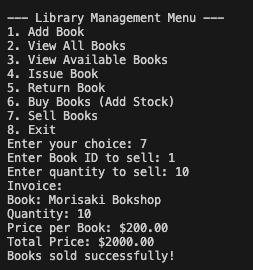 --- Library Management Menu ---
1. Add Book
2. View All Books
3. View Available Books
4. Issue Book
5. Return Book
6. Buy Books (Add Stock)
7. Sell Books
8. Exit
Enter your choice: 7
Enter Book ID to sell: 1
Enter quantity to sell: 10
Invoice:
Book: Morisaki Bokshop
Quantity: 10
Price per Book: $200.00
Total Price: $2000.00
Books sold successfully!